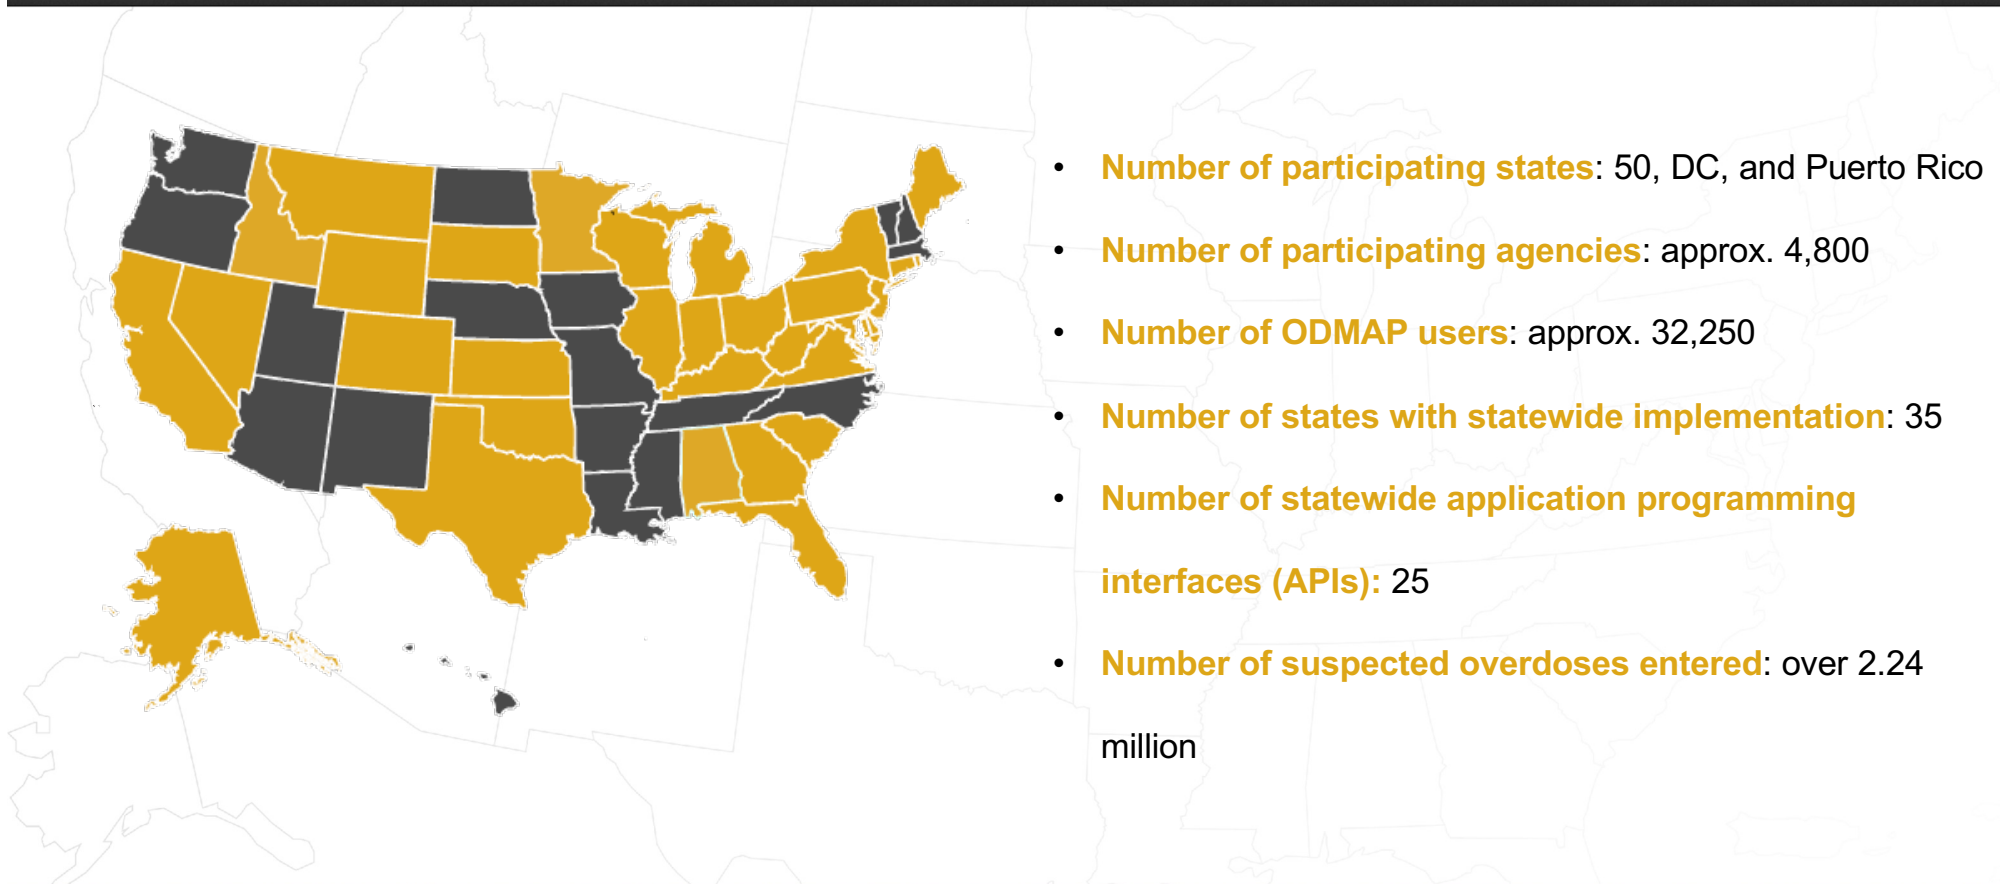 • Number of participating states: 50, DC, and Puerto Rico
• Number of participating agencies: approx. 4,800
• Number of ODMAP users: approx. 32,250
• Number of states with statewide implementation: 35
• Number of statewide application programming
interfaces (APIs): 25
• Number of suspected overdoses entered: over 2.24
million